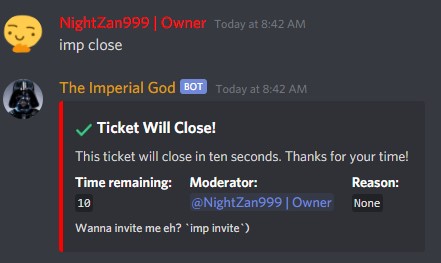 NightZan999 | Owner Today at 8:42 AM
imp close
The Imperial God BOT Today at 8:42 AM
Ticket Will Close!
This ticket will close in ten seconds. Thanks for your time!
Time remaining: Moderator: Reason:
10 @NightZan999 | Owner None
Wanna invite me eh? `imp invite`)